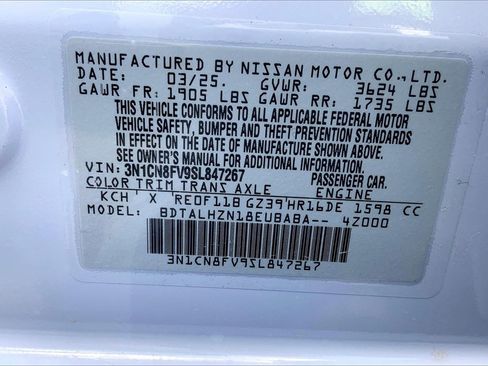 MANUFACTURED BY NISSAN MOTOR CO., LTD.
DATE: 03/25. GVWR: 3624 LBS
GAWR FR: 1905 LBS GAWR RR: 1735 LBS
THIS VEHICLE CONFORMS TO ALL APPLICABLE FEDERAL MOTOR
VEHICLE SAFETY, BUMPER AND THEFT PREVENTION STANDARDS
IN EFFECT ON THE DATE OF MANUFACTURE SHOWN ABOVE.
SEE OWNER'S MANUAL FOR ADDITIONAL INFORMATION.
VIN: 3N1CN8FV9SL847267 PASSENGER CAR
COLOR TRIM TRANS AXLE ENGINE
KCH X RE0F11B GZ39 HR16DE 1598 CC
BDTALHZN18EUBABA-- 4Z000
3N1CN8FV9SL847267